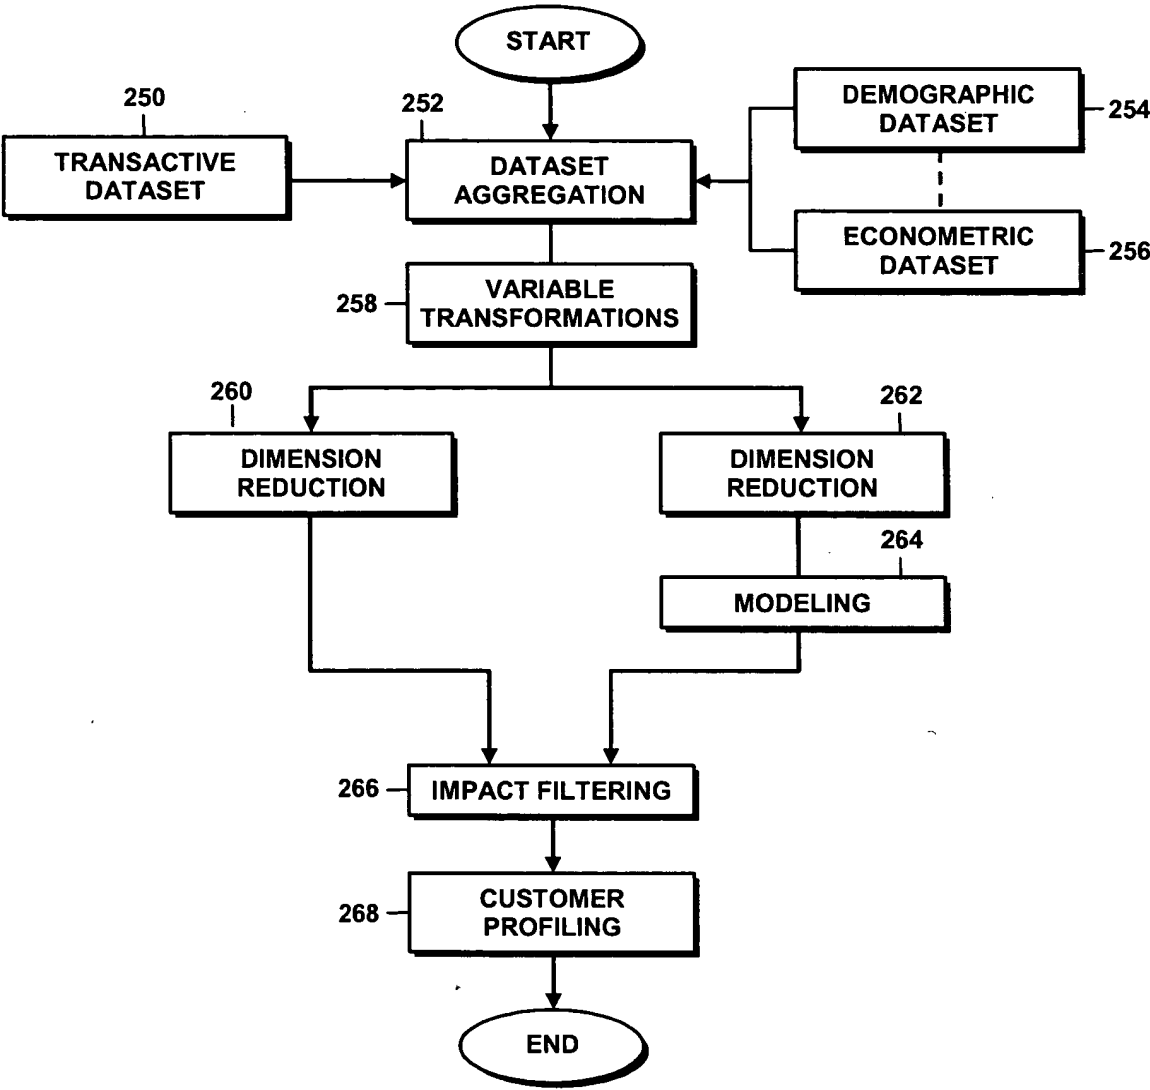 START
250
252
TRANSACTIVE
DATASET
DATASET
AGGREGATION
DEMOGRAPHIC
DATASET
254
ECONOMETRIC
DATASET
256
258
VARIABLE
TRANSFORMATIONS
260
262
DIMENSION
REDUCTION
DIMENSION
REDUCTION
264
MODELING
266
IMPACT FILTERING
268
CUSTOMER
PROFILING
END